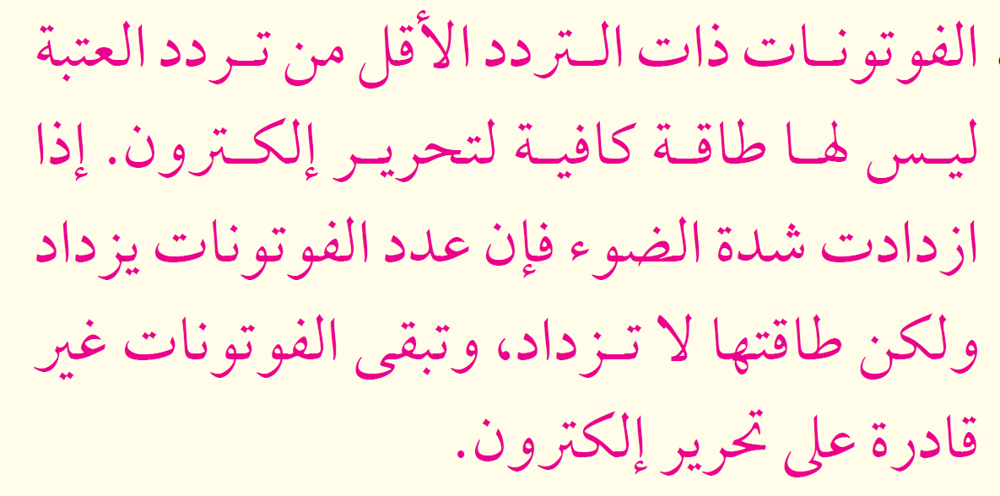 الفوتونات ذات التردد الأقل من تردد العتبة
ليس لها طاقة كافية لتحرير إلكترون. إذا
ازدادت شدة الضوء فإن عدد الفوتونات يزداد
ولكن طاقتها لا تزداد، وتبقى الفوتونات غير
قادرة على تحرير إلكترون.